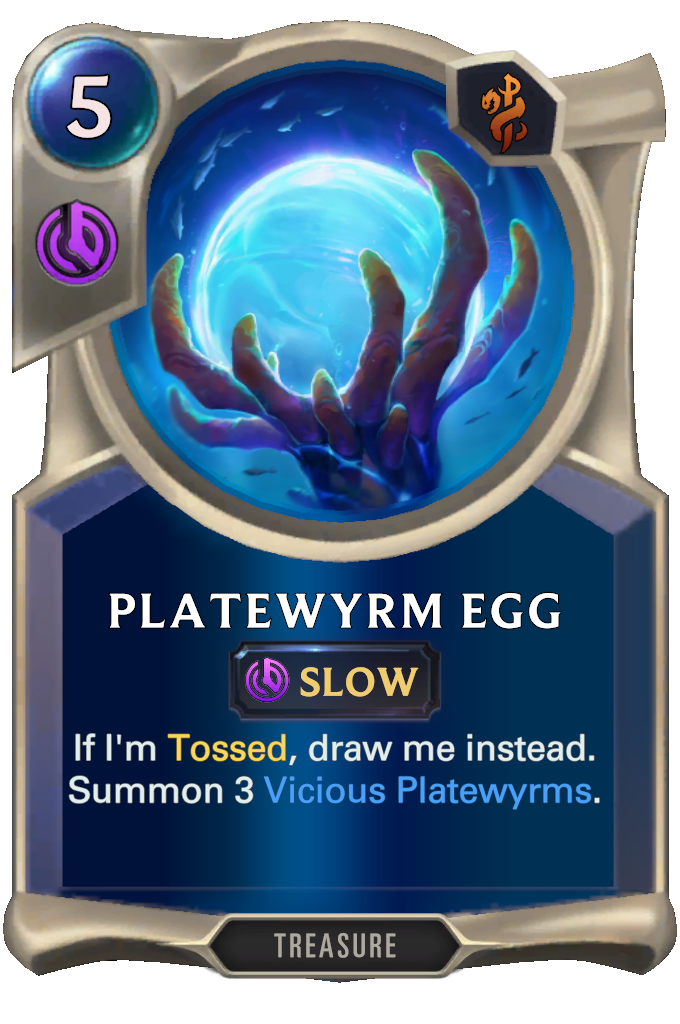 5
PLATEWYRM EGG
SLOW
If I'm Tossed, draw me instead.
Summon 3 Vicious Platewyrms.
TREASURE